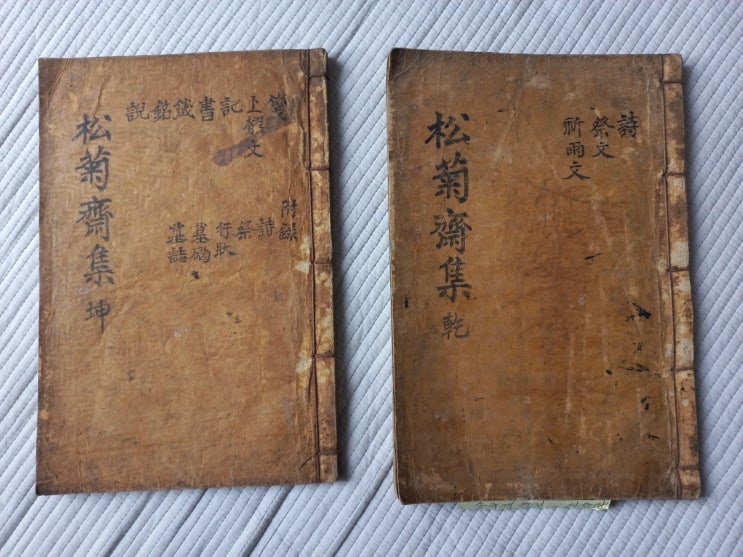 詩
祭文
祈雨文
松菊齋集 乾
箋
上樑文
記
書
箴
銘
說
附錄
詩
祭
行狀
墓碣
墓誌
松菊齋集 坤